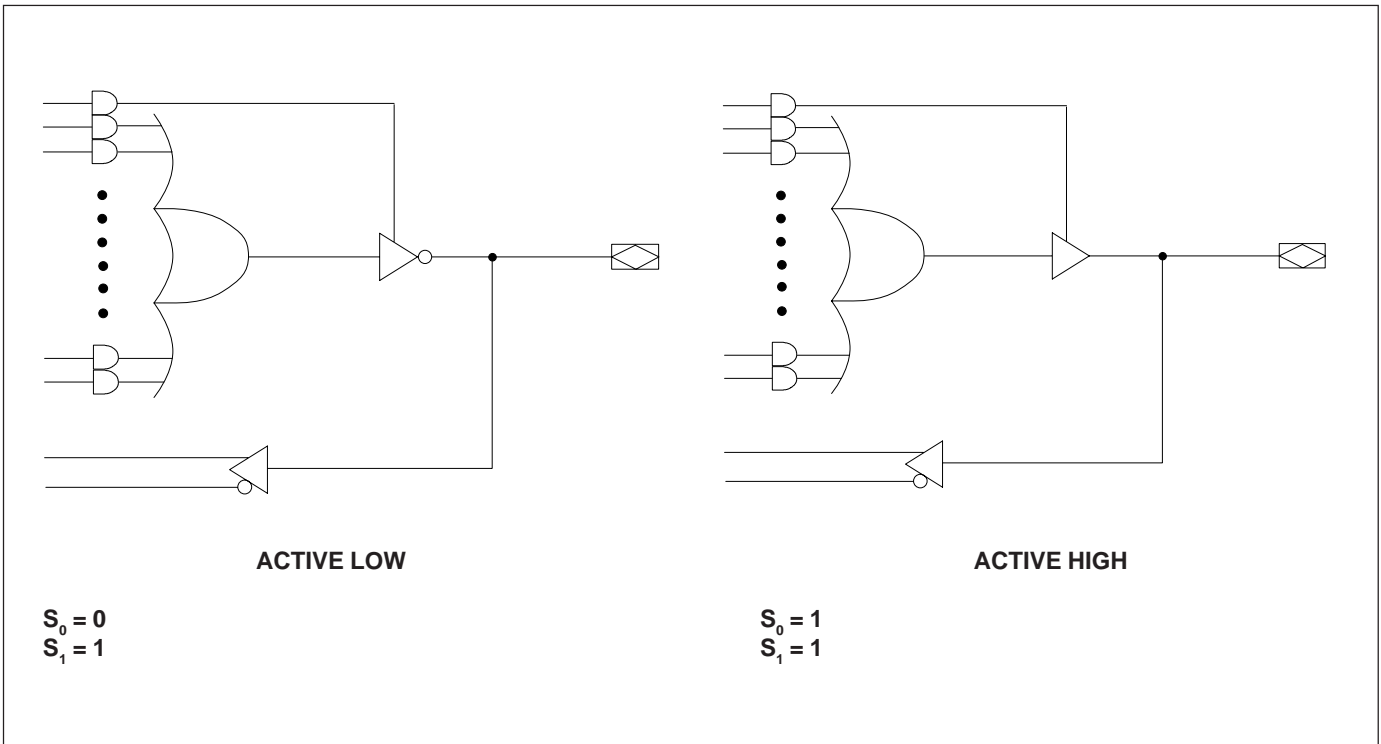 ACTIVE LOW
S0 = 0
S1 = 1
ACTIVE HIGH
S0 = 1
S1 = 1